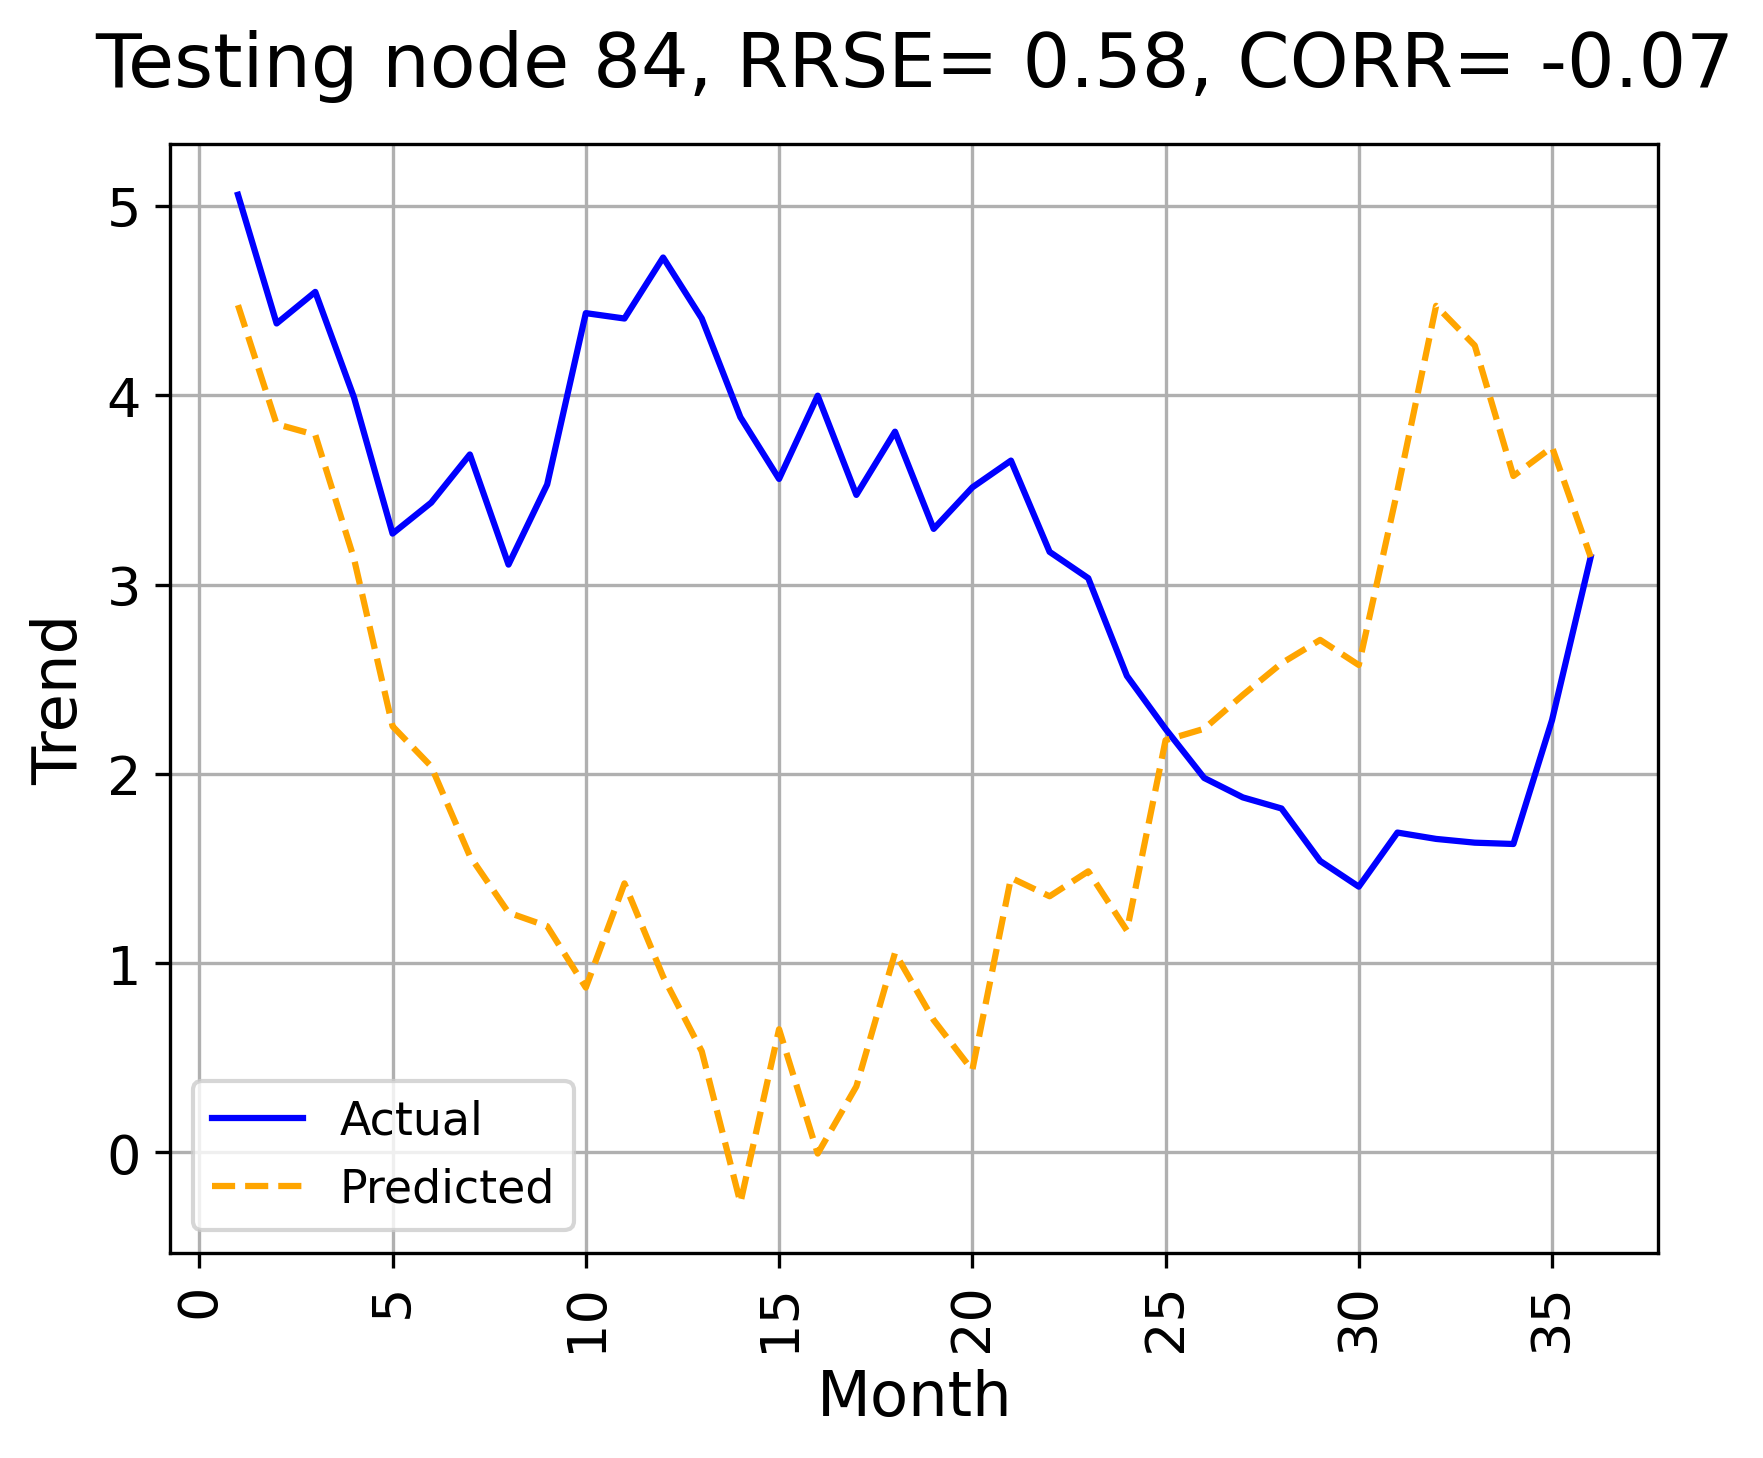 Testing node 84, RRSE= 0.58, CORR= -0.07
Trend
5
4
3
2
1
0
Actual
Predicted
0
5
10
15
20
25
30
35
Month